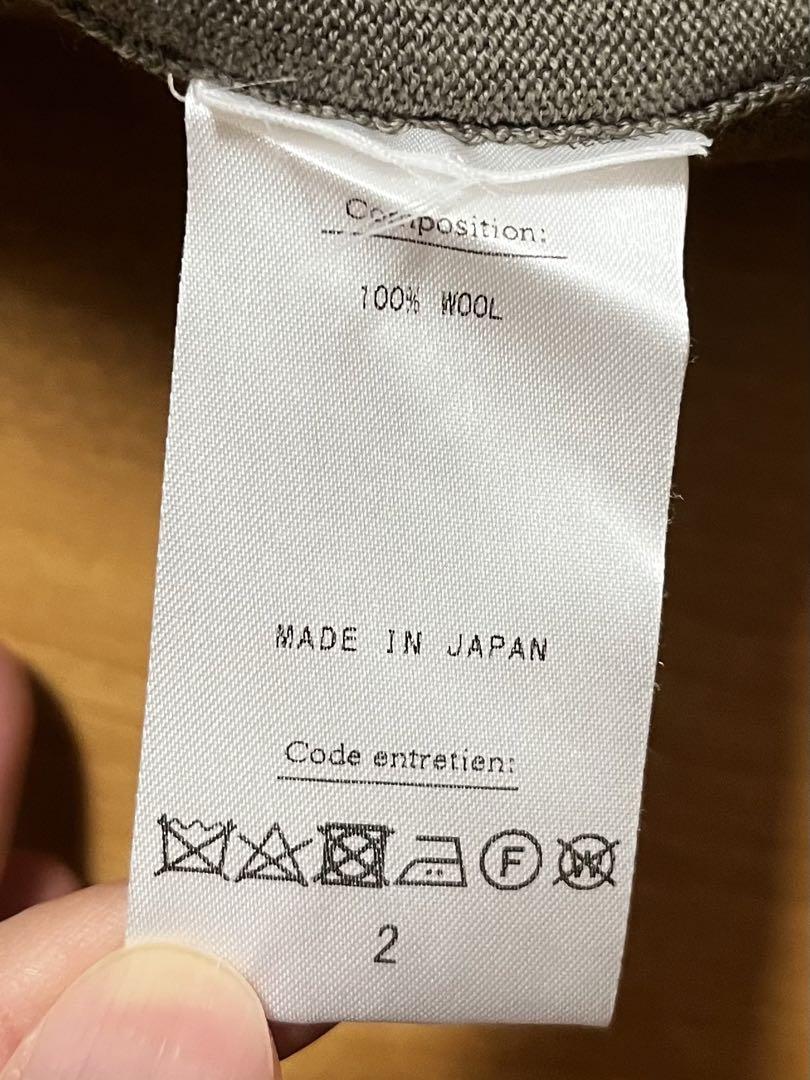 Composition:
100% WOOL
MADE IN JAPAN
Code entretien:
F W
2